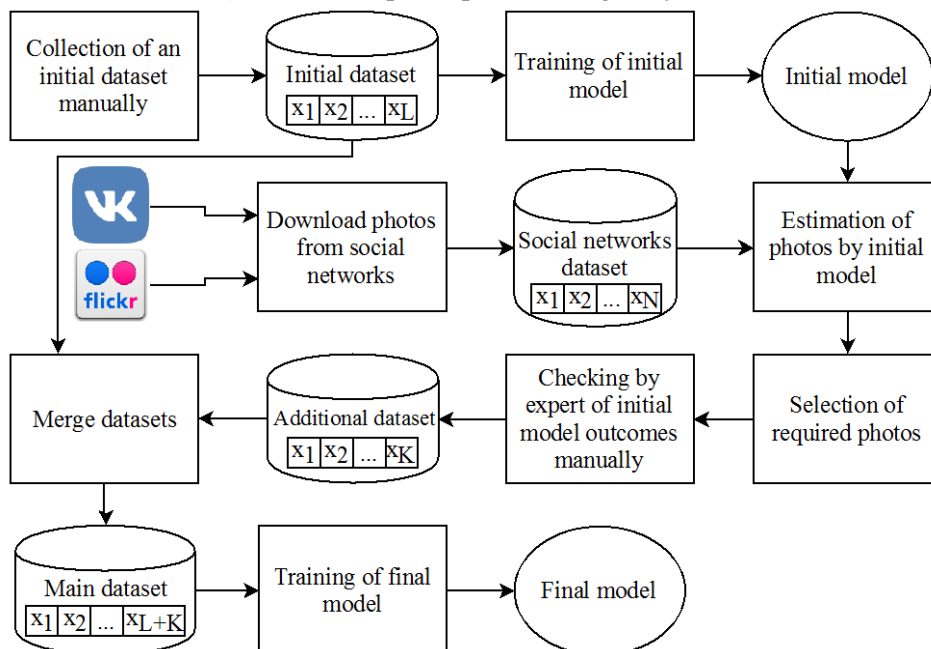 Collection of an
initial dataset
manually
Initial dataset
x1 x2 ... xL
Training of initial
model
Initial model
VK
flickr
Download photos
from social
networks
Social networks
dataset
x1 x2 ... xN
Estimation of
photos by initial
model
Merge datasets
Additional dataset
x1 x2 ... xK
Checking by
expert of initial
model outcomes
manually
Selection of
required photos
Main dataset
x1 x2 ... xL+K
Training of final
model
Final model